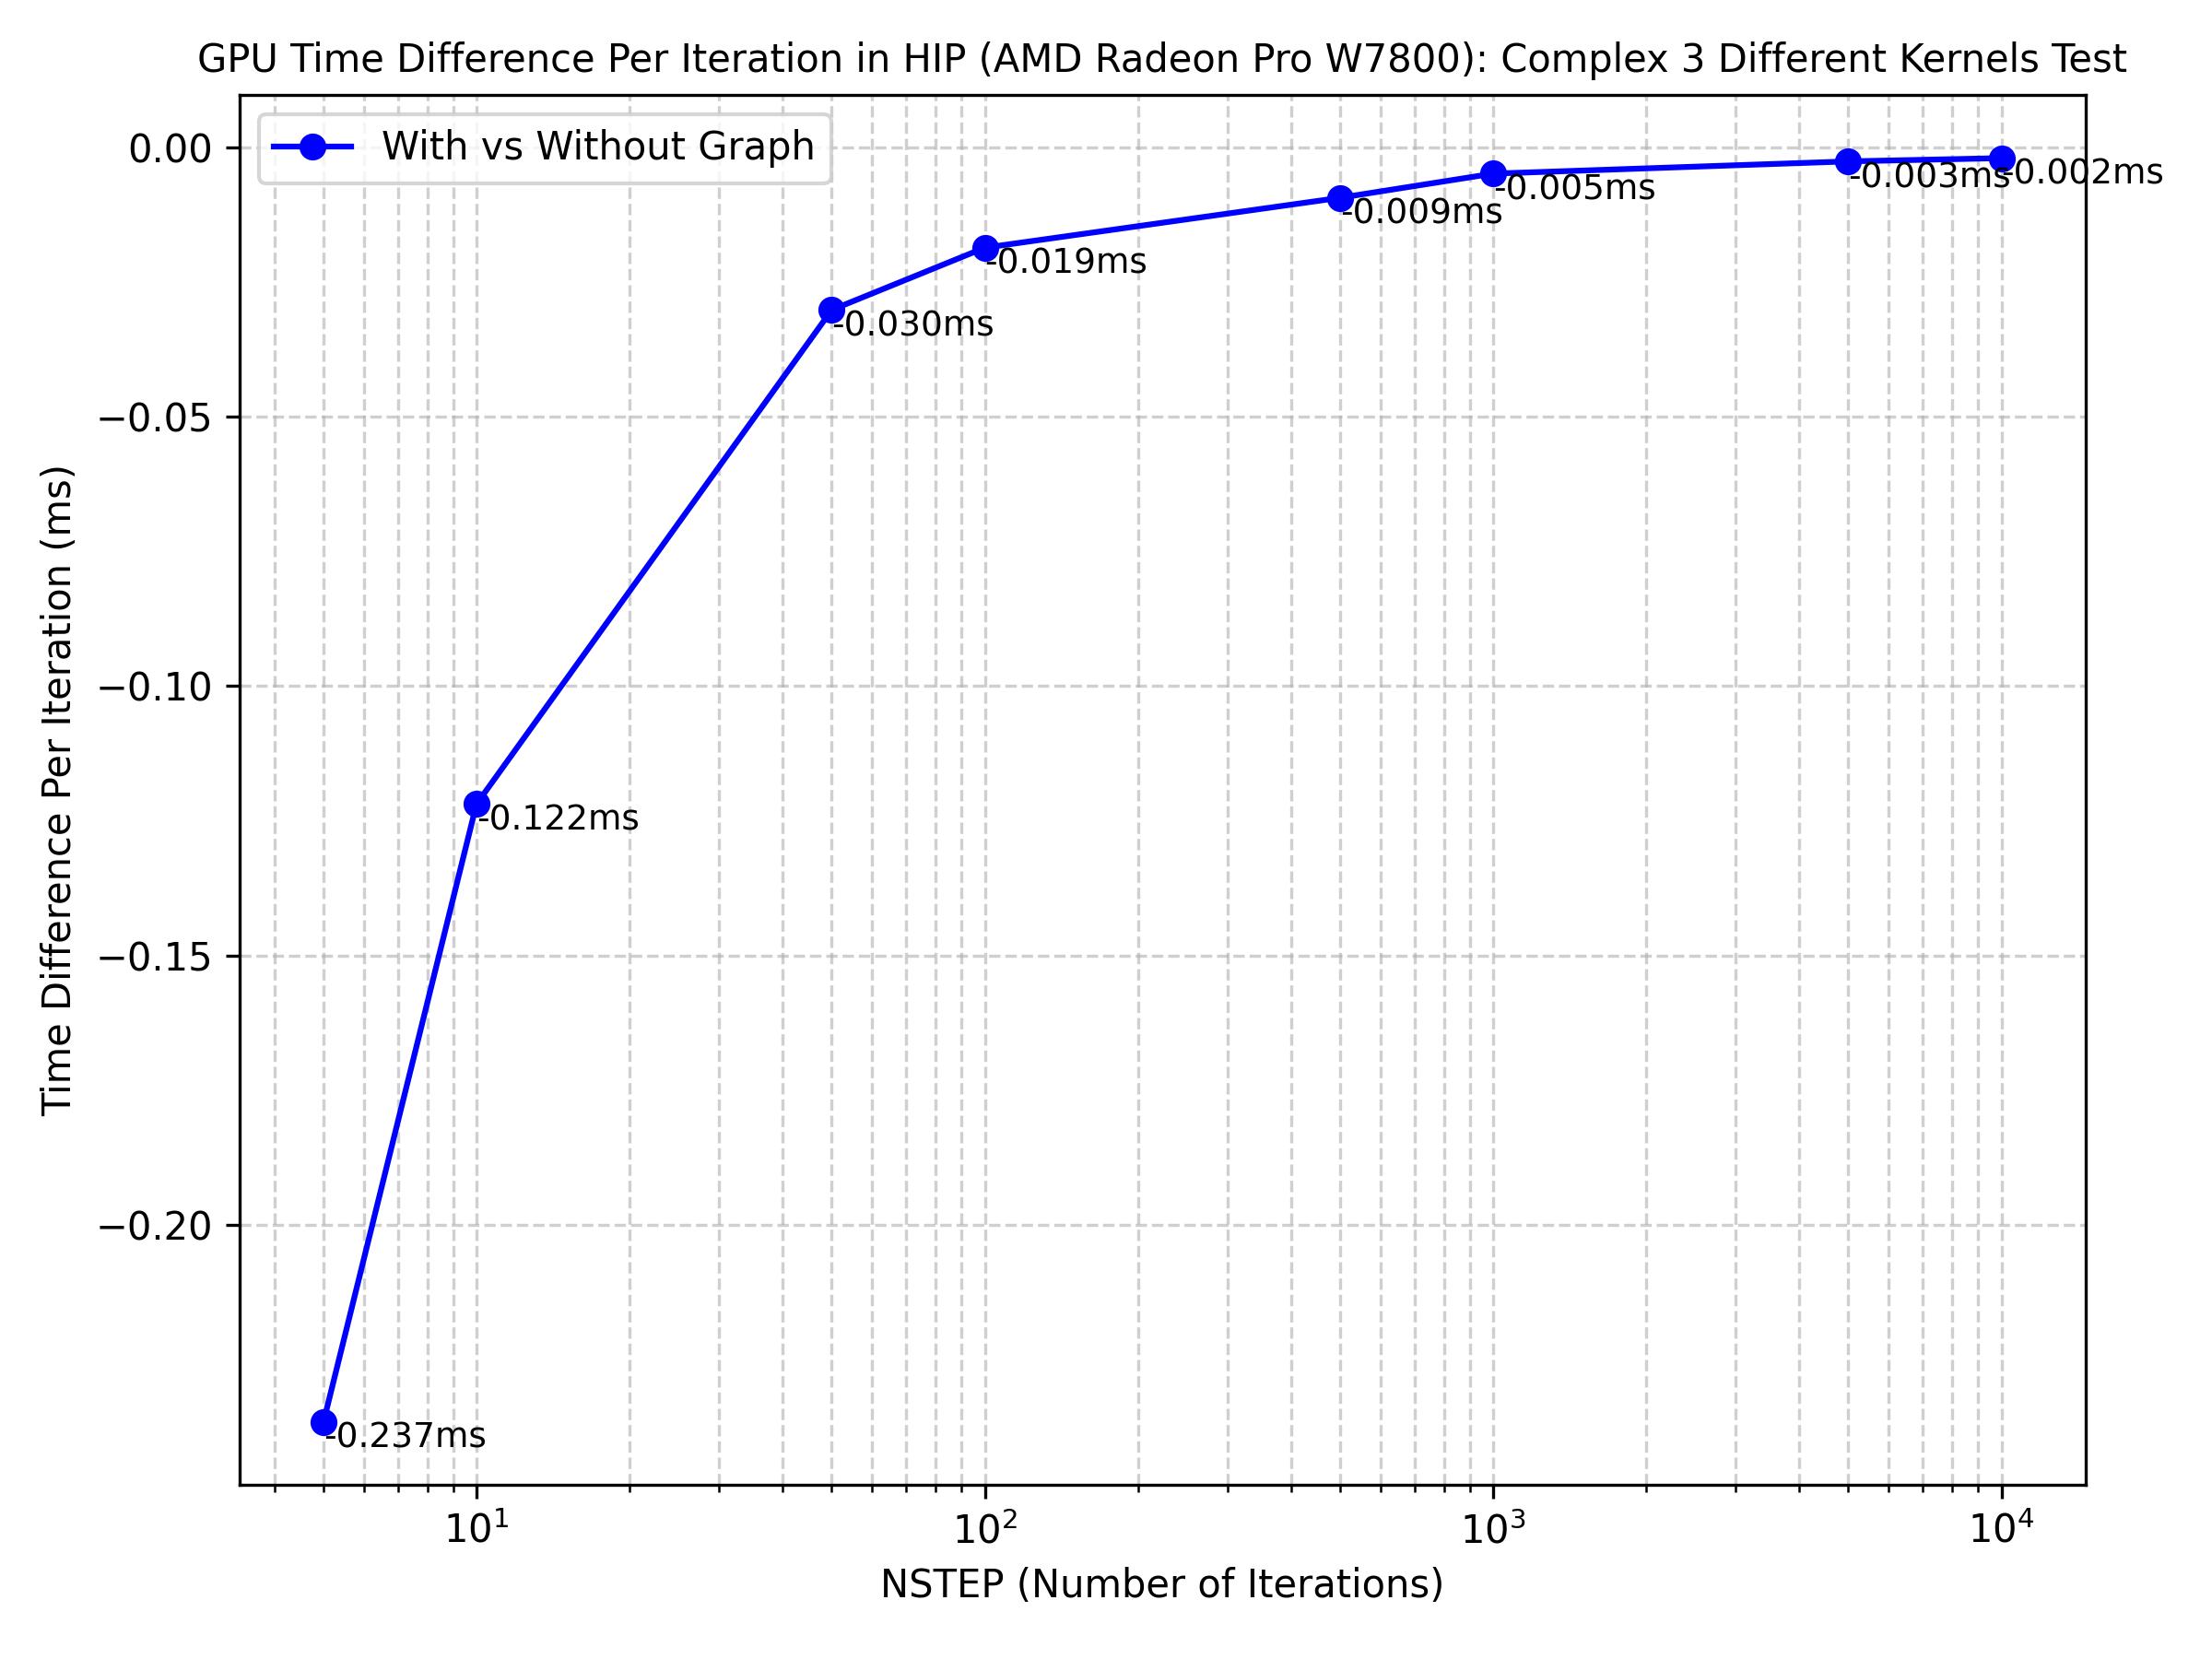 GPU Time Difference Per Iteration in HIP (AMD Radeon Pro W7800): Complex 3 Different Kernels Test
With vs Without Graph
0.00
−0.05
−0.10
−0.15
−0.20
Time Difference Per Iteration (ms)
-0.237ms
-0.122ms
-0.030ms
-0.019ms
-0.009ms
-0.005ms
-0.003ms
-0.002ms
10¹
10²
10³
10⁴
NSTEP (Number of Iterations)